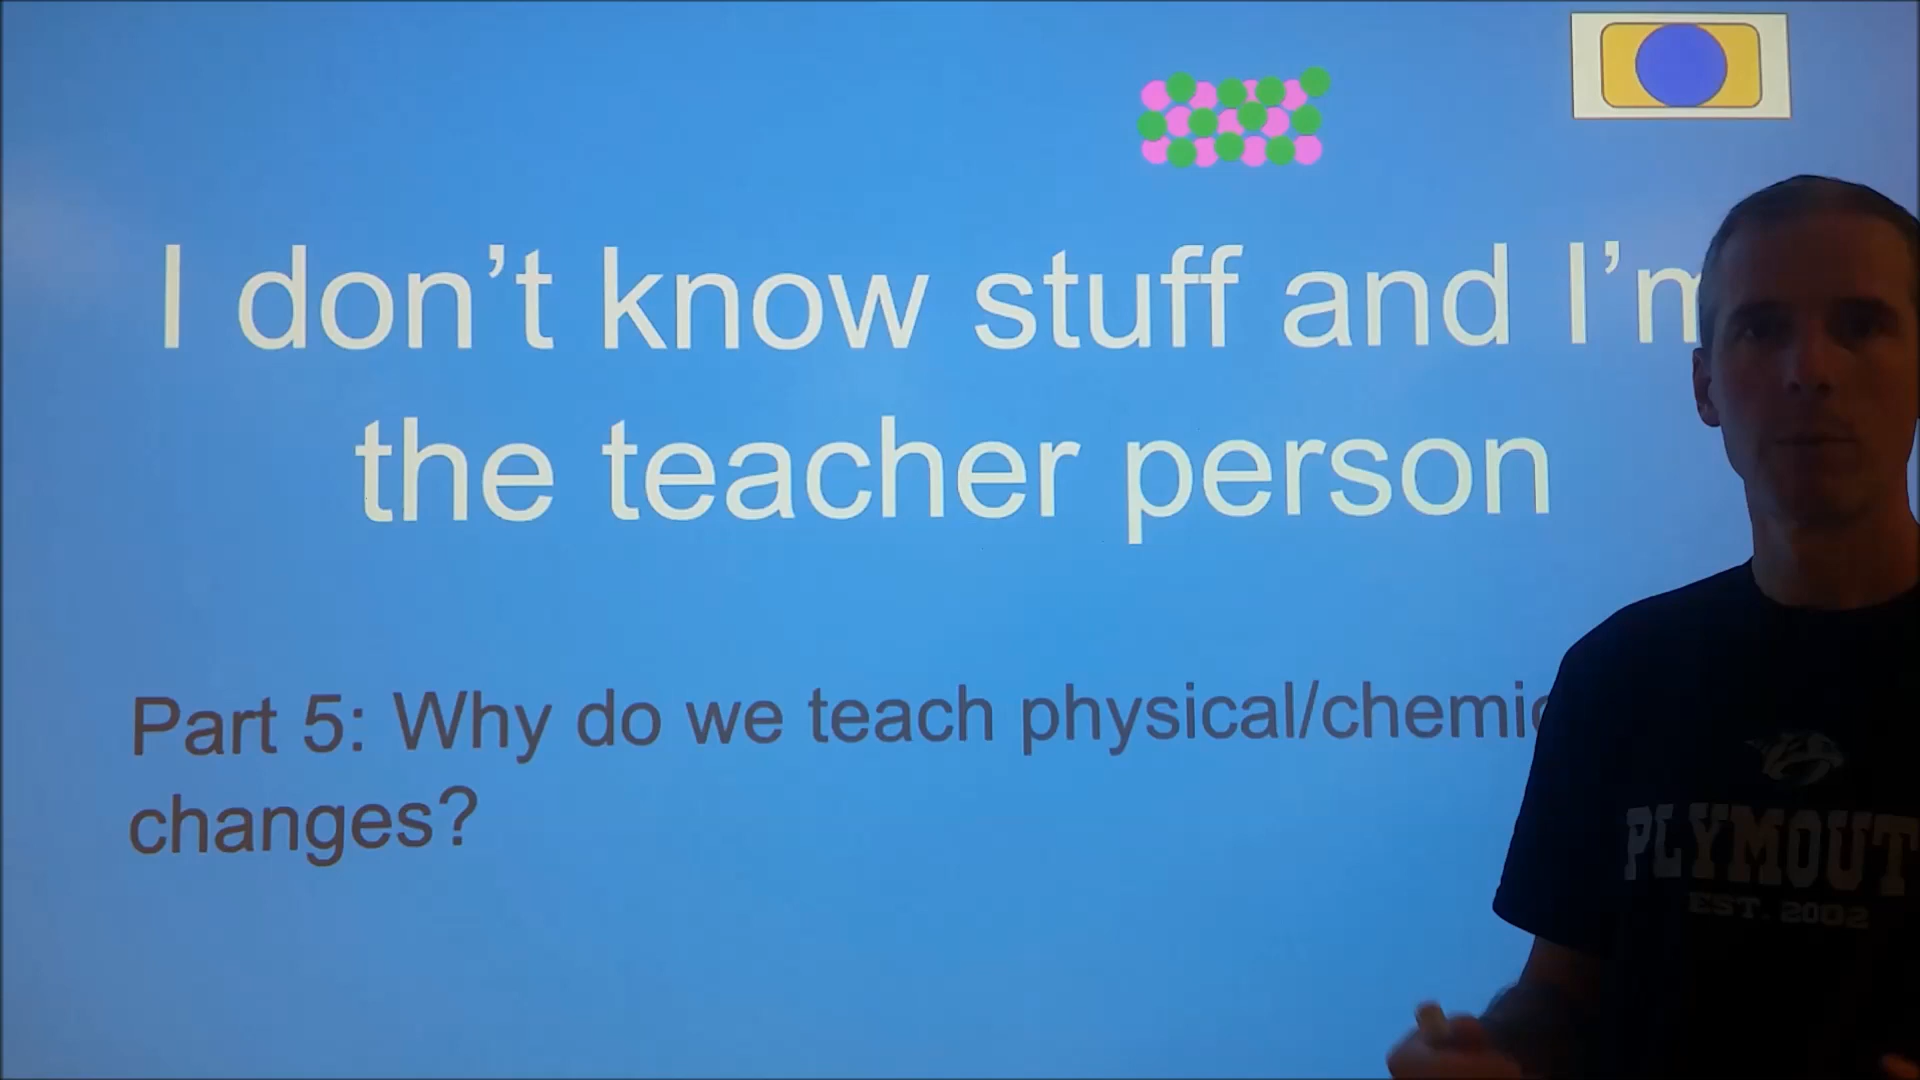 I don’t know stuff and I’m
the teacher person
Part 5: Why do we teach physical/chemic
changes?
PLYMOUT
EST. 2002